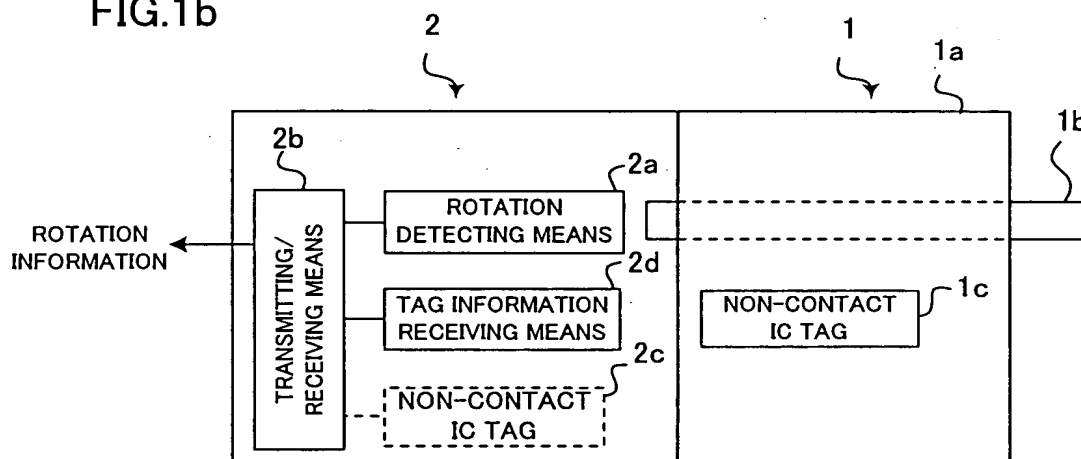 FIG.1b
2
1
1a
1b
2b
2a
ROTATION
DETECTING MEANS
ROTATION
INFORMATION
TRANSMITTING/
RECEIVING MEANS
2d
TAG INFORMATION
RECEIVING MEANS
1c
NON-CONTACT
IC TAG
2c
NON-CONTACT
IC TAG